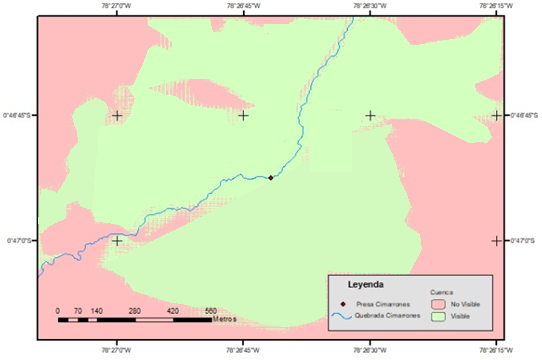 78°27'0"W 78°26'45"W 78°26'30"W 78°26'15"W
0°46'45"S 0°46'45"S
0°47'0"S 0°47'0"S
Leyenda
Cuenca
Presa Cimarrones No Visible
Quebrada Cimarrones Visible
0 70 140 280 420 560
Metros
78°27'0"W 78°26'45"W 78°26'30"W 78°26'15"W